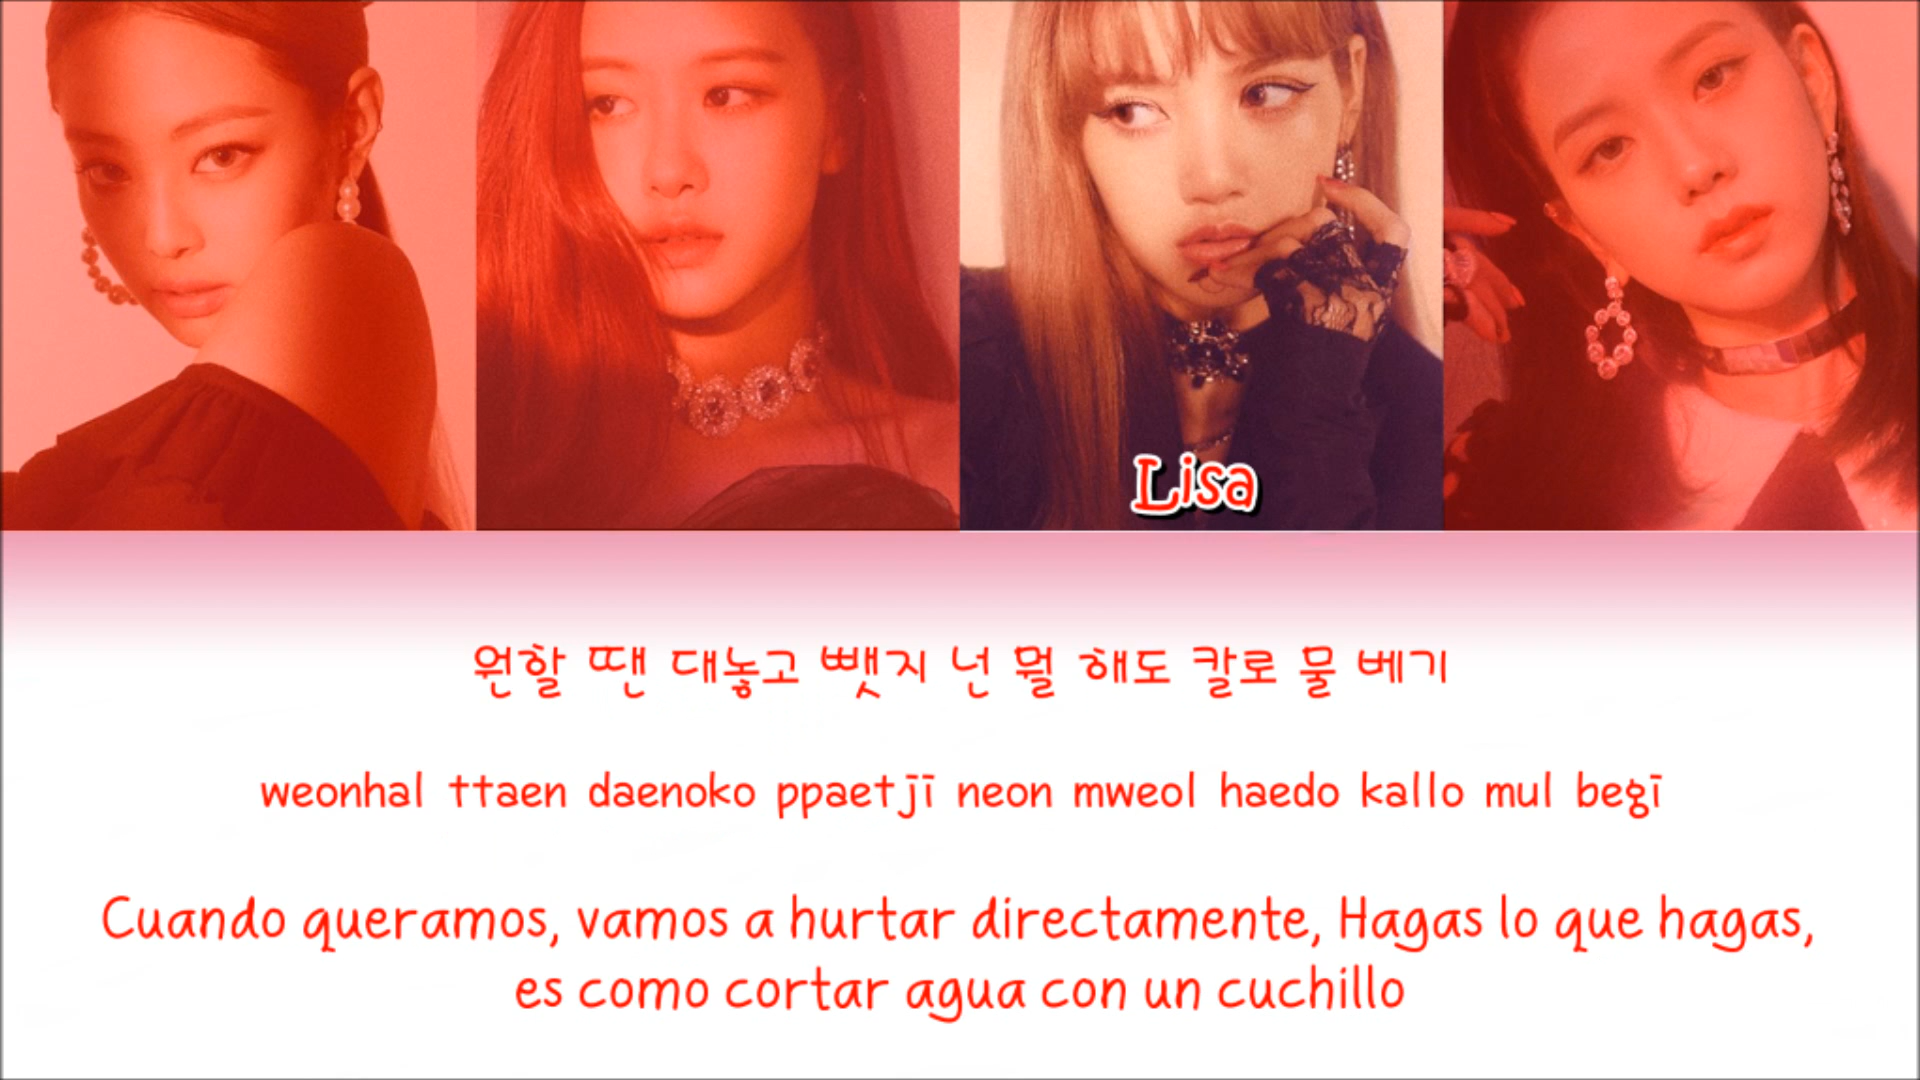 Lisa
원할 땐 대놓고 뺏지 넌 뭘 해도 칼로 물 베기
weonhal ttaen daenoko ppaetji neon mweol haedo kallo mul begi
Cuando queramos, vamos a hurtar directamente, Hagas lo que hagas,
es como cortar agua con un cuchillo